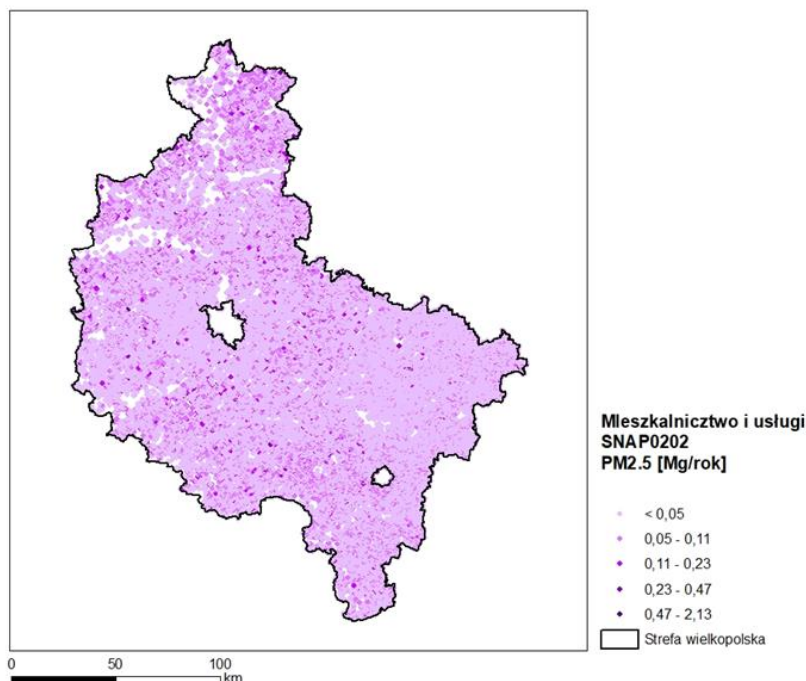 Mieszkalnictwo i usługi
SNAP0202
PM2.5 [Mg/rok]
< 0,05
0,05 - 0,11
0,11 - 0,23
0,23 - 0,47
0,47 - 2,13
Strefa wielkopolska
0 50 100
km